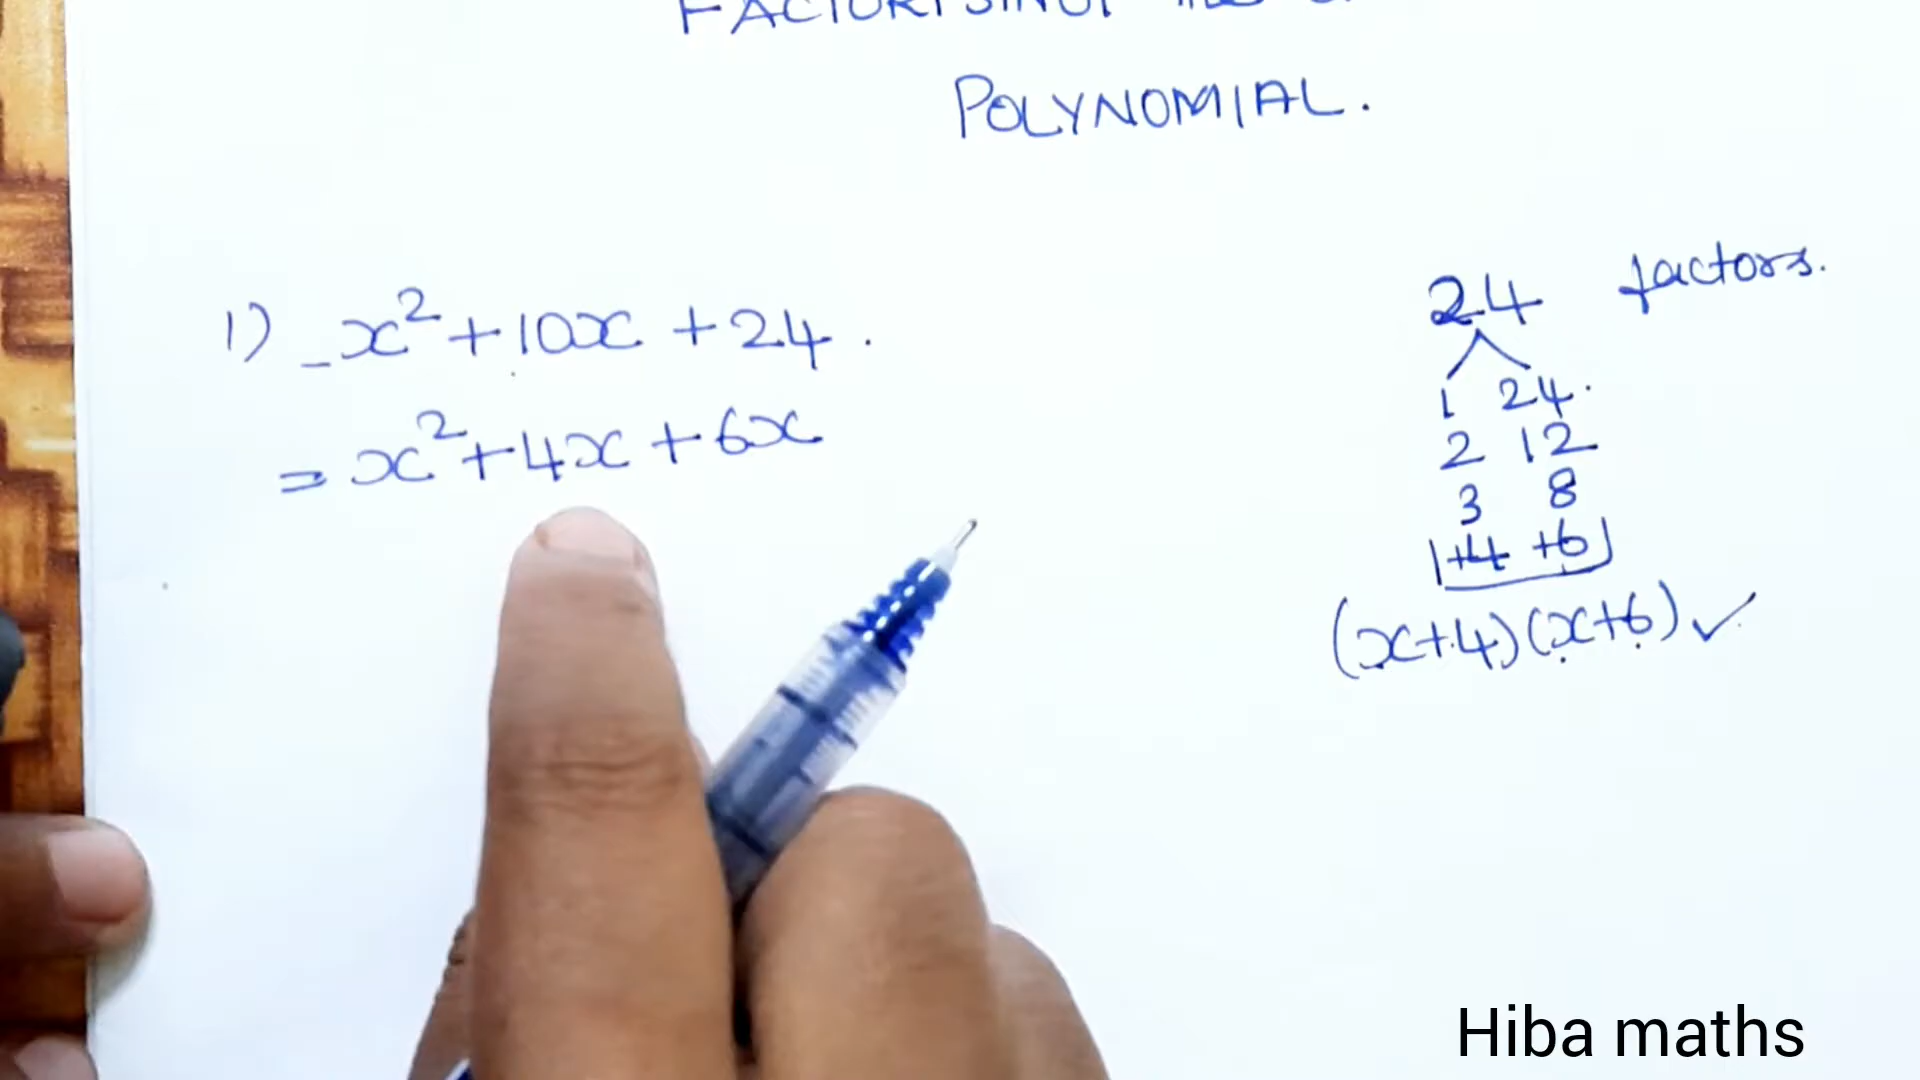 FACTORISING
POLYNOMIAL.
1) x² + 10x + 24.
= x² + 4x + 6x
24 factors.
1 24.
2 12
3 8
+4 +6
(x+4)(x+6) ✓
Hiba maths